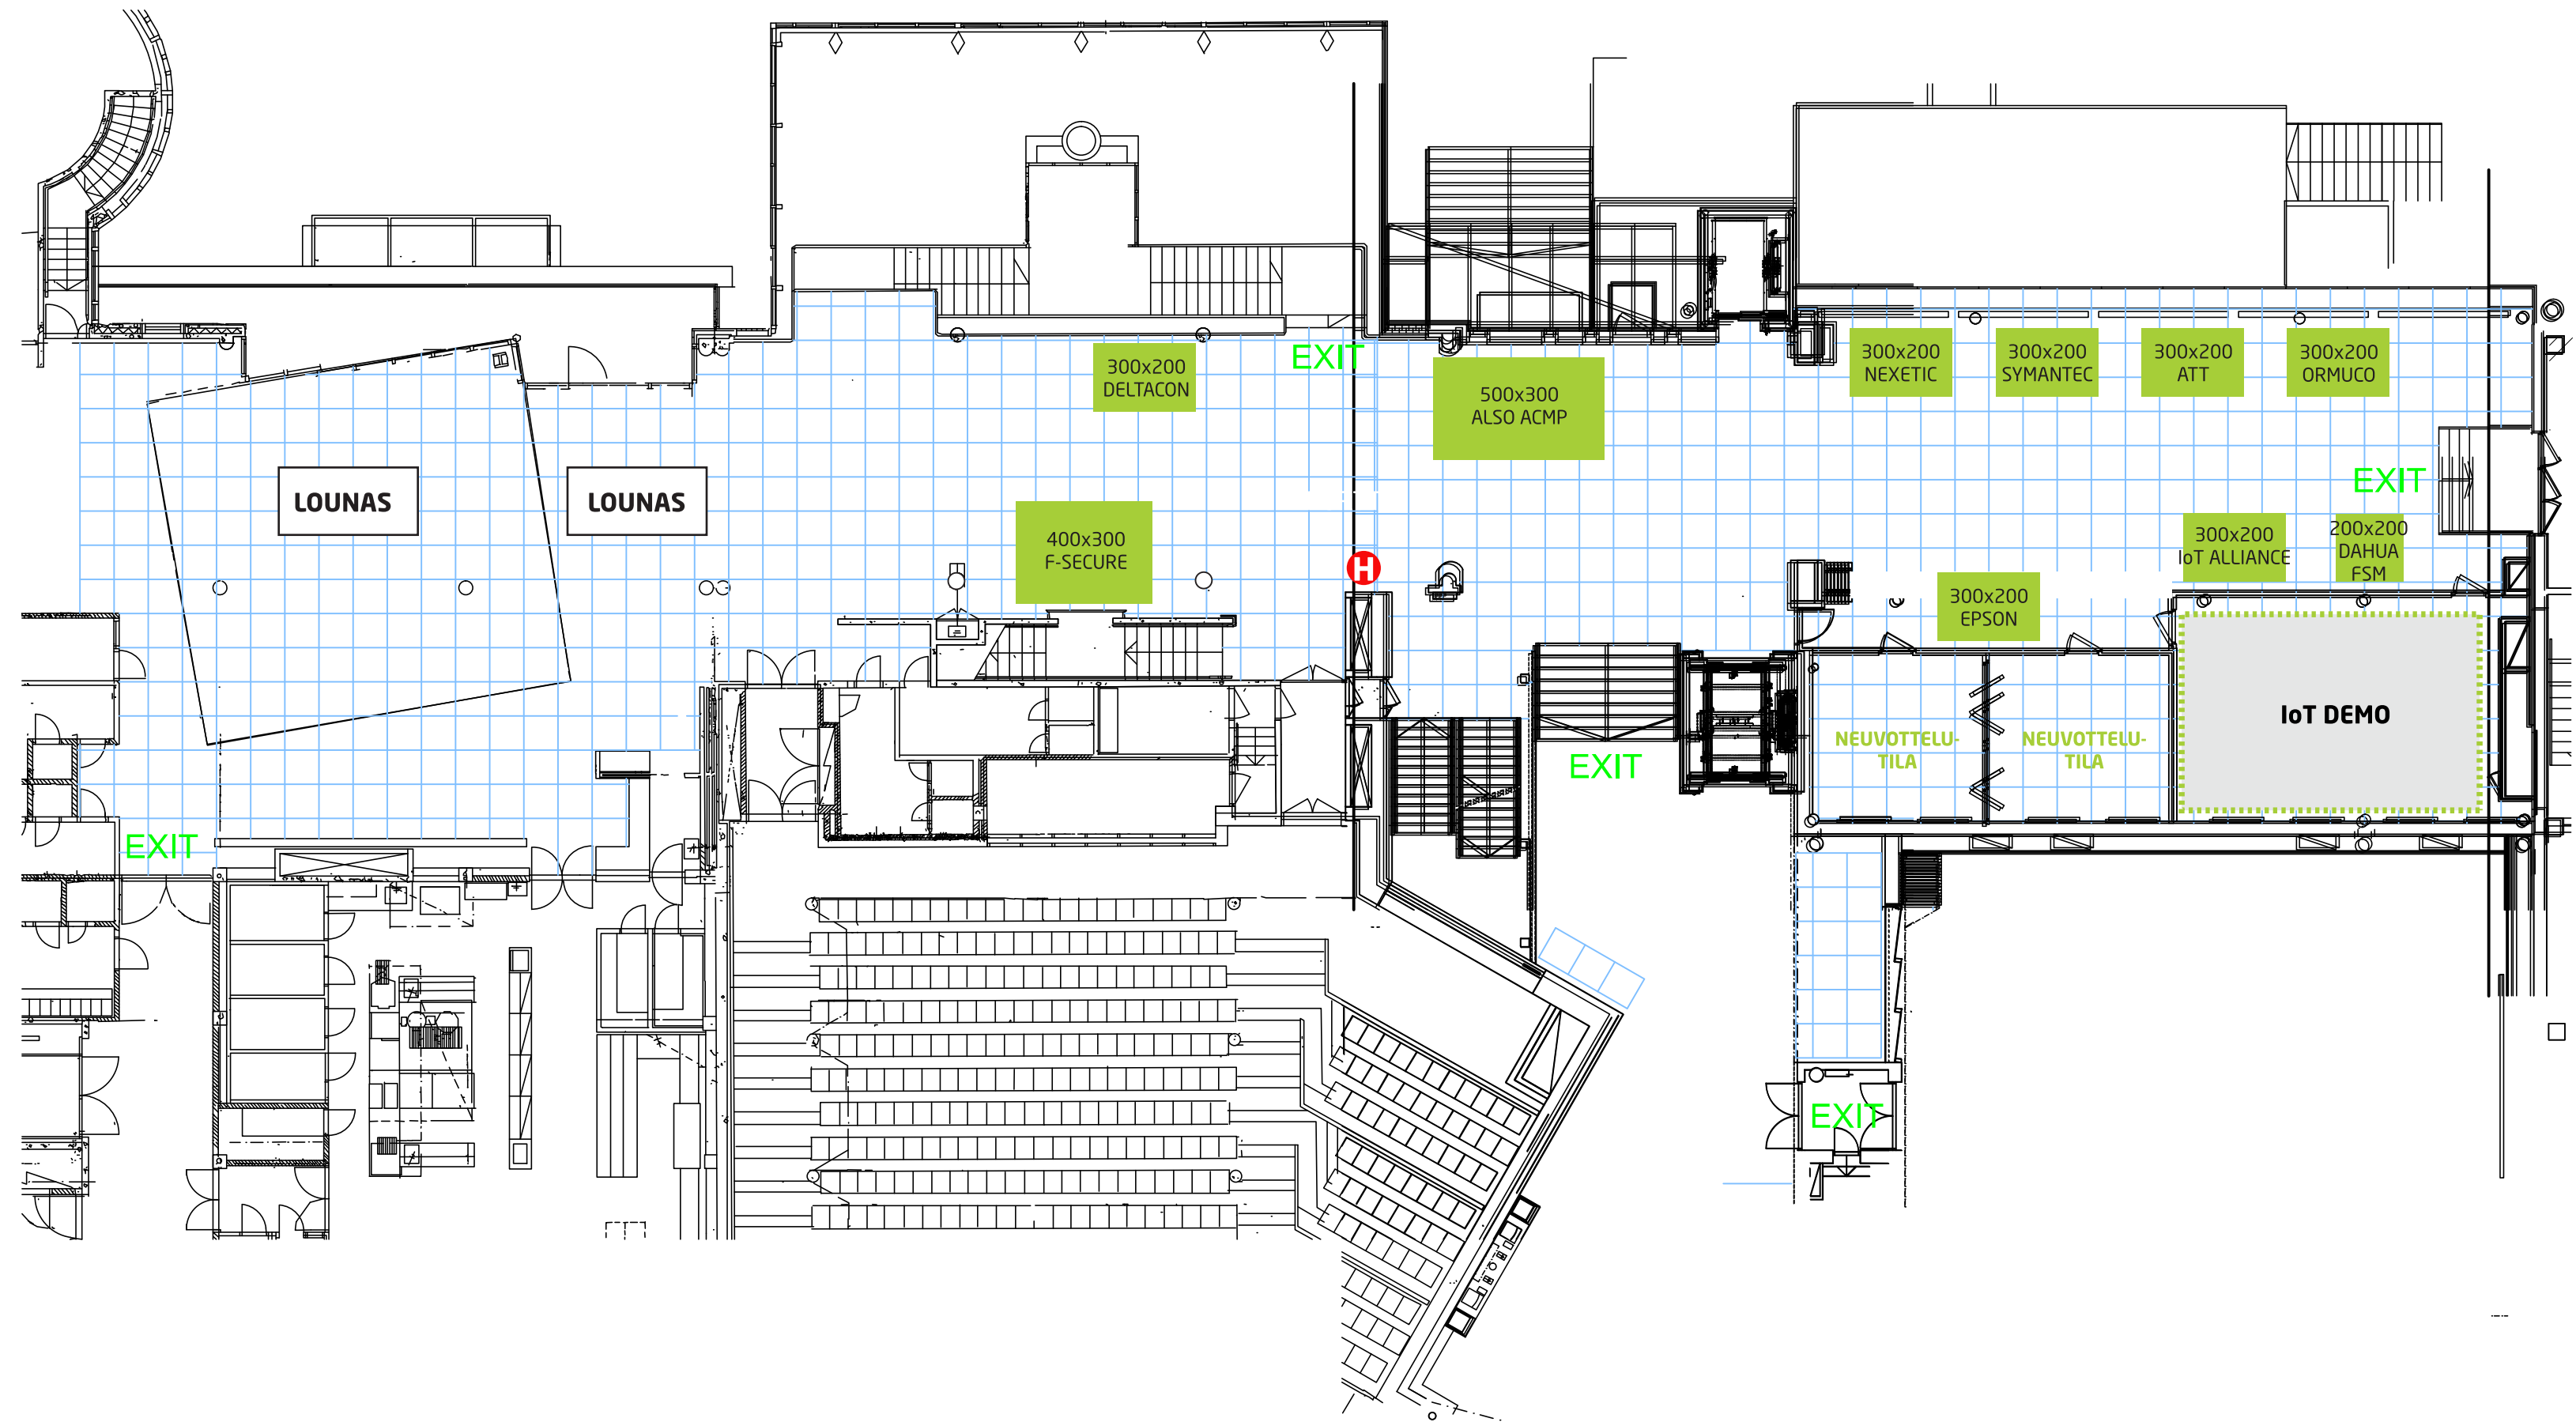 300x200
NEXETIC
300x200
SYMANTEC
300x200
ATT
300x200
ORMUCO
EXIT
300x200
DELTACON
500x300
ALSO ACMP
EXIT
LOUNAS
LOUNAS
400x300
F-SECURE
H
300x200
IoT ALLIANCE
200x200
DAHUA
FSM
300x200
EPSON
IoT DEMO
NEUVOTTELU-
TILA
NEUVOTTELU-
TILA
EXIT
EXIT
EXIT